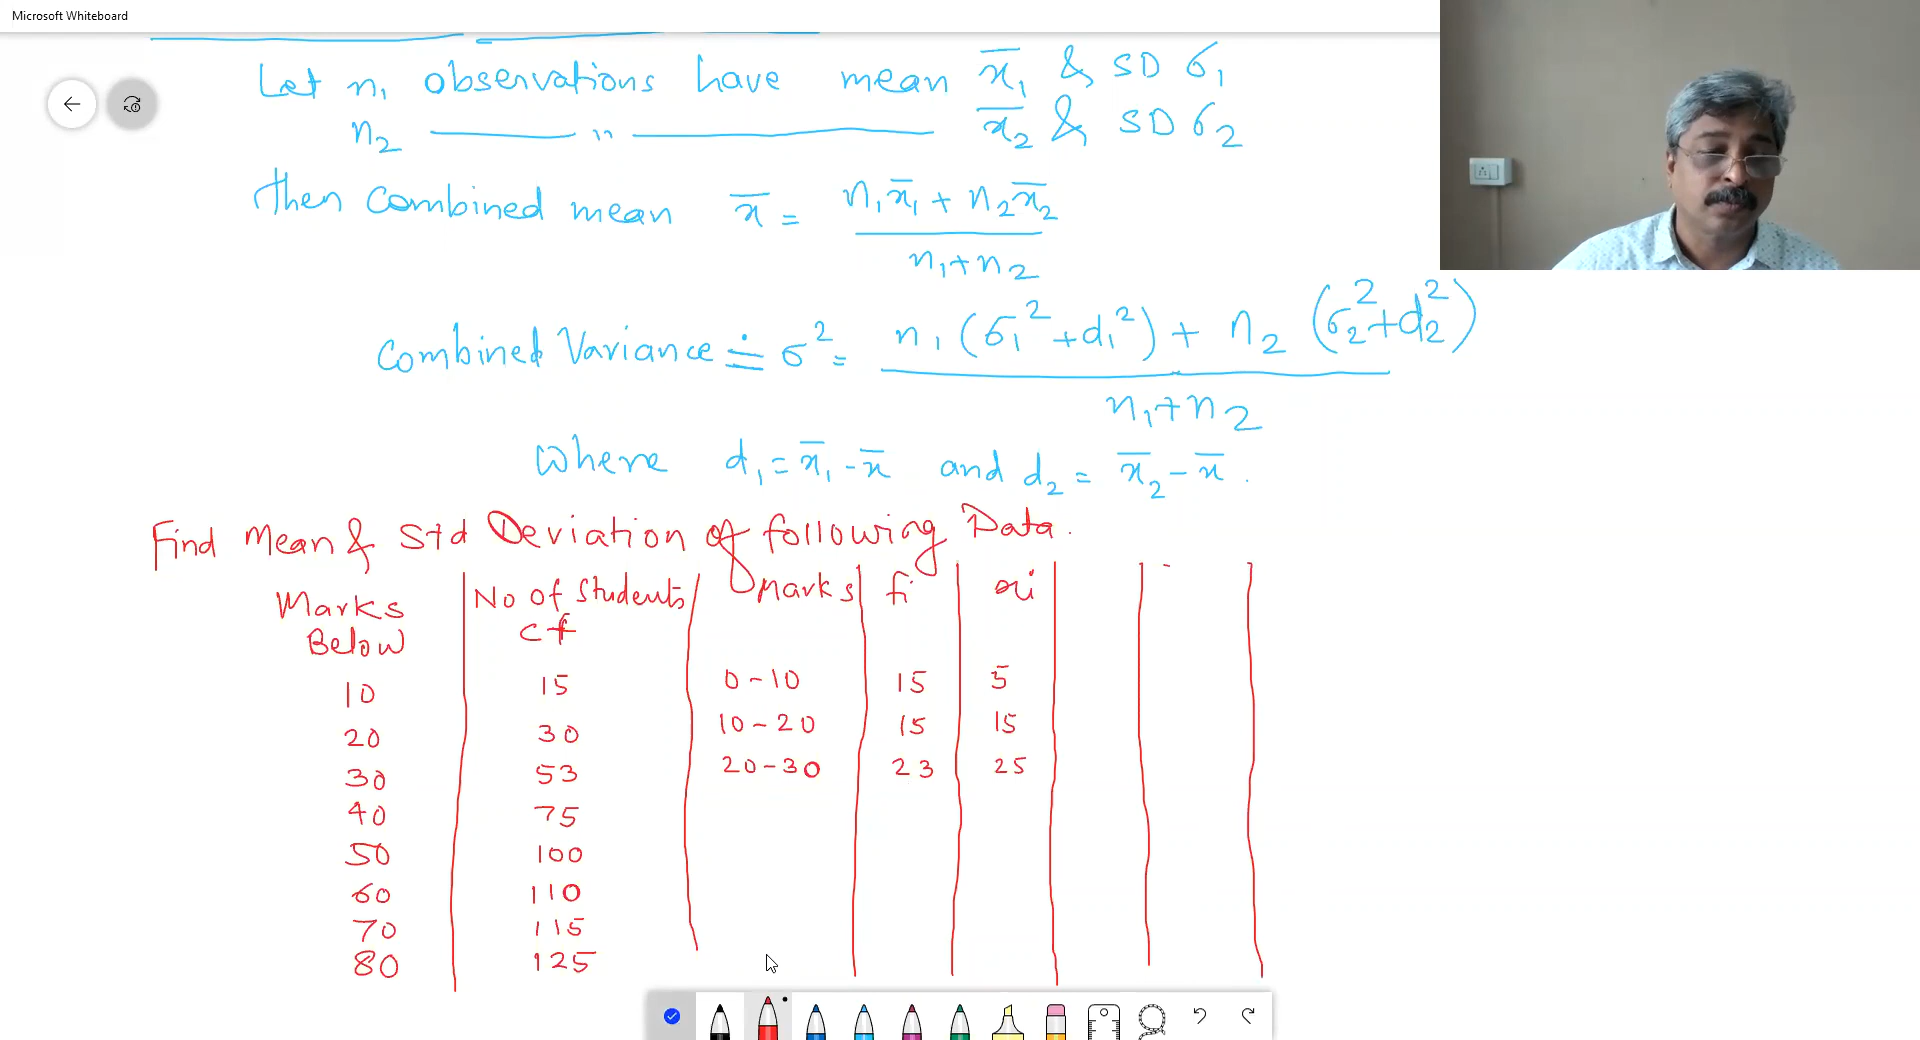 Microsoft Whiteboard
Let n₁ observations have mean x̄₁ & SD σ₁
n₂ —— " —— x̄₂ & SD σ₂
then Combined mean x̄ = (n₁x̄₁ + n₂x̄₂) / (n₁+n₂)
Combined Variance = σ² = (n₁(σ₁²+d₁²) + n₂(σ₂²+d₂²)) / (n₁+n₂)
where d₁ = x̄₁ - x̄ and d₂ = x̄₂ - x̄.
Find Mean & Std Deviation of following Data.
Marks Below | No of Students cf | Marks | fi | xi
10 | 15 | 0-10 | 15 | 5
20 | 30 | 10-20 | 15 | 15
30 | 53 | 20-30 | 23 | 25
40 | 75
50 | 100
60 | 110
70 | 115
80 | 125